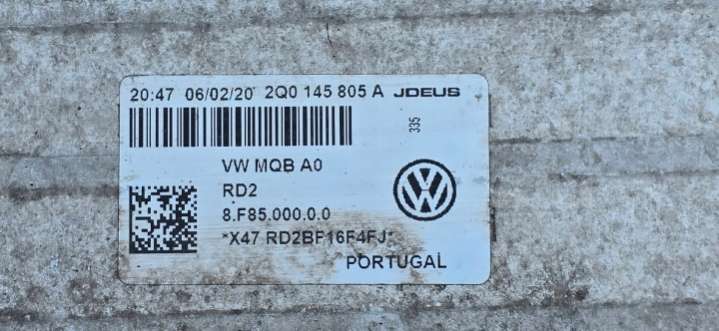 20:47 06/02/20 2Q0 145 805 A JDEUS
335
VW MQB A0
RD2
8.F85.000.0.0
*X47 RD2BF16F4FJ*
PORTUGAL